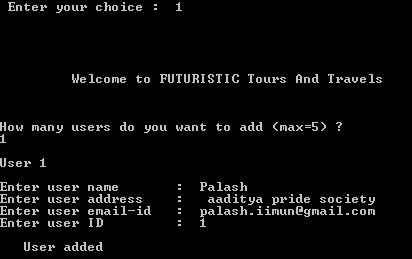 Enter your choice : 1
Welcome to FUTURISTIC Tours And Travels
How many users do you want to add (max=5) ?
1
User 1
Enter user name : Palash
Enter user address : aaditya pride society
Enter user email-id : palash.iimun@gmail.com
Enter user ID : 1
User added